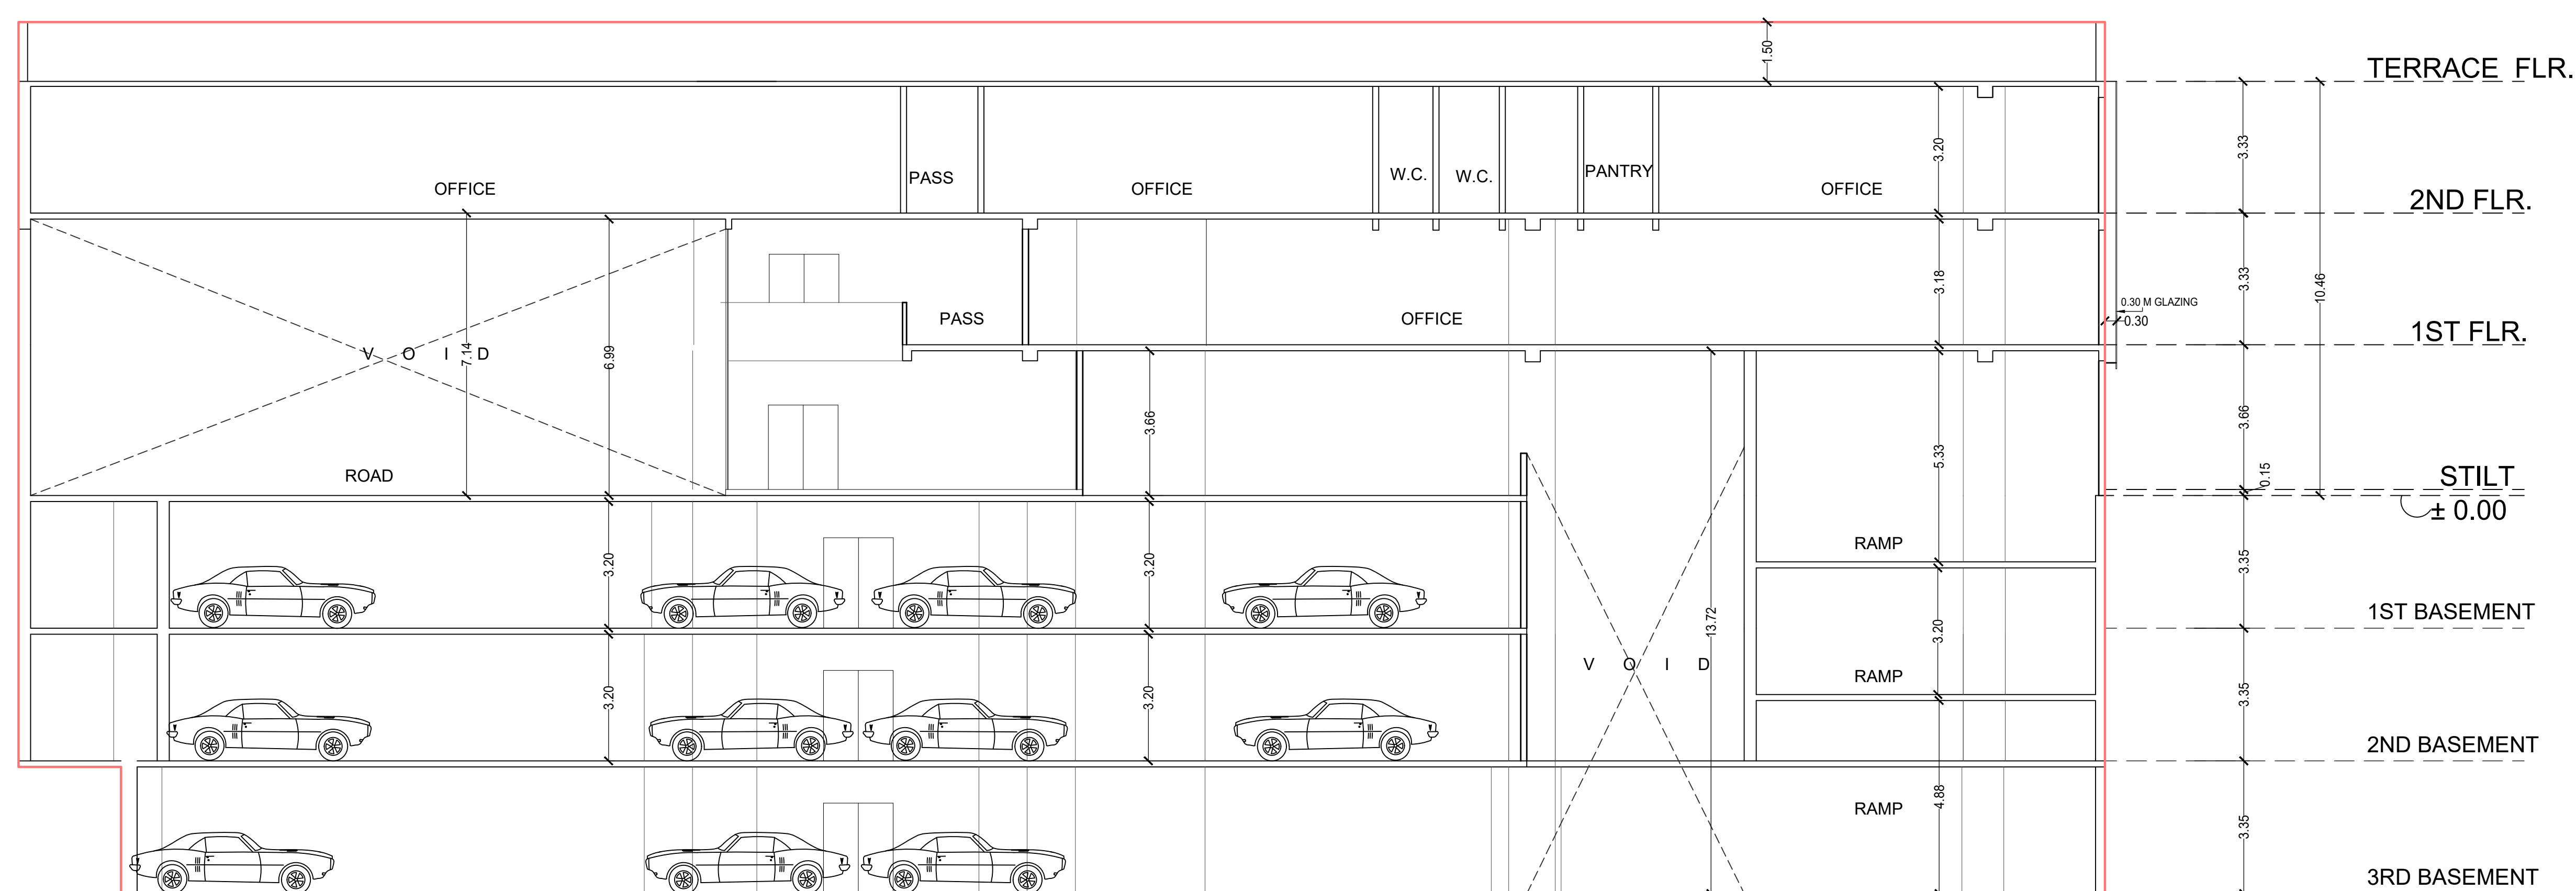 1.50
TERRACE FLR.
3.20
3.33
PASS
W.C.
W.C.
PANTRY
OFFICE
OFFICE
OFFICE
2ND FLR.
3.18
3.33
10.46
0.30 M GLAZING
0.30
PASS
OFFICE
1ST FLR.
V O I D
7.14
6.99
3.66
5.33
3.66
ROAD
0.15
STILT
± 0.00
RAMP
3.20
3.20
3.35
1ST BASEMENT
13.72
3.20
V O I D
RAMP
3.20
3.20
3.35
2ND BASEMENT
4.88
RAMP
3.35
3RD BASEMENT